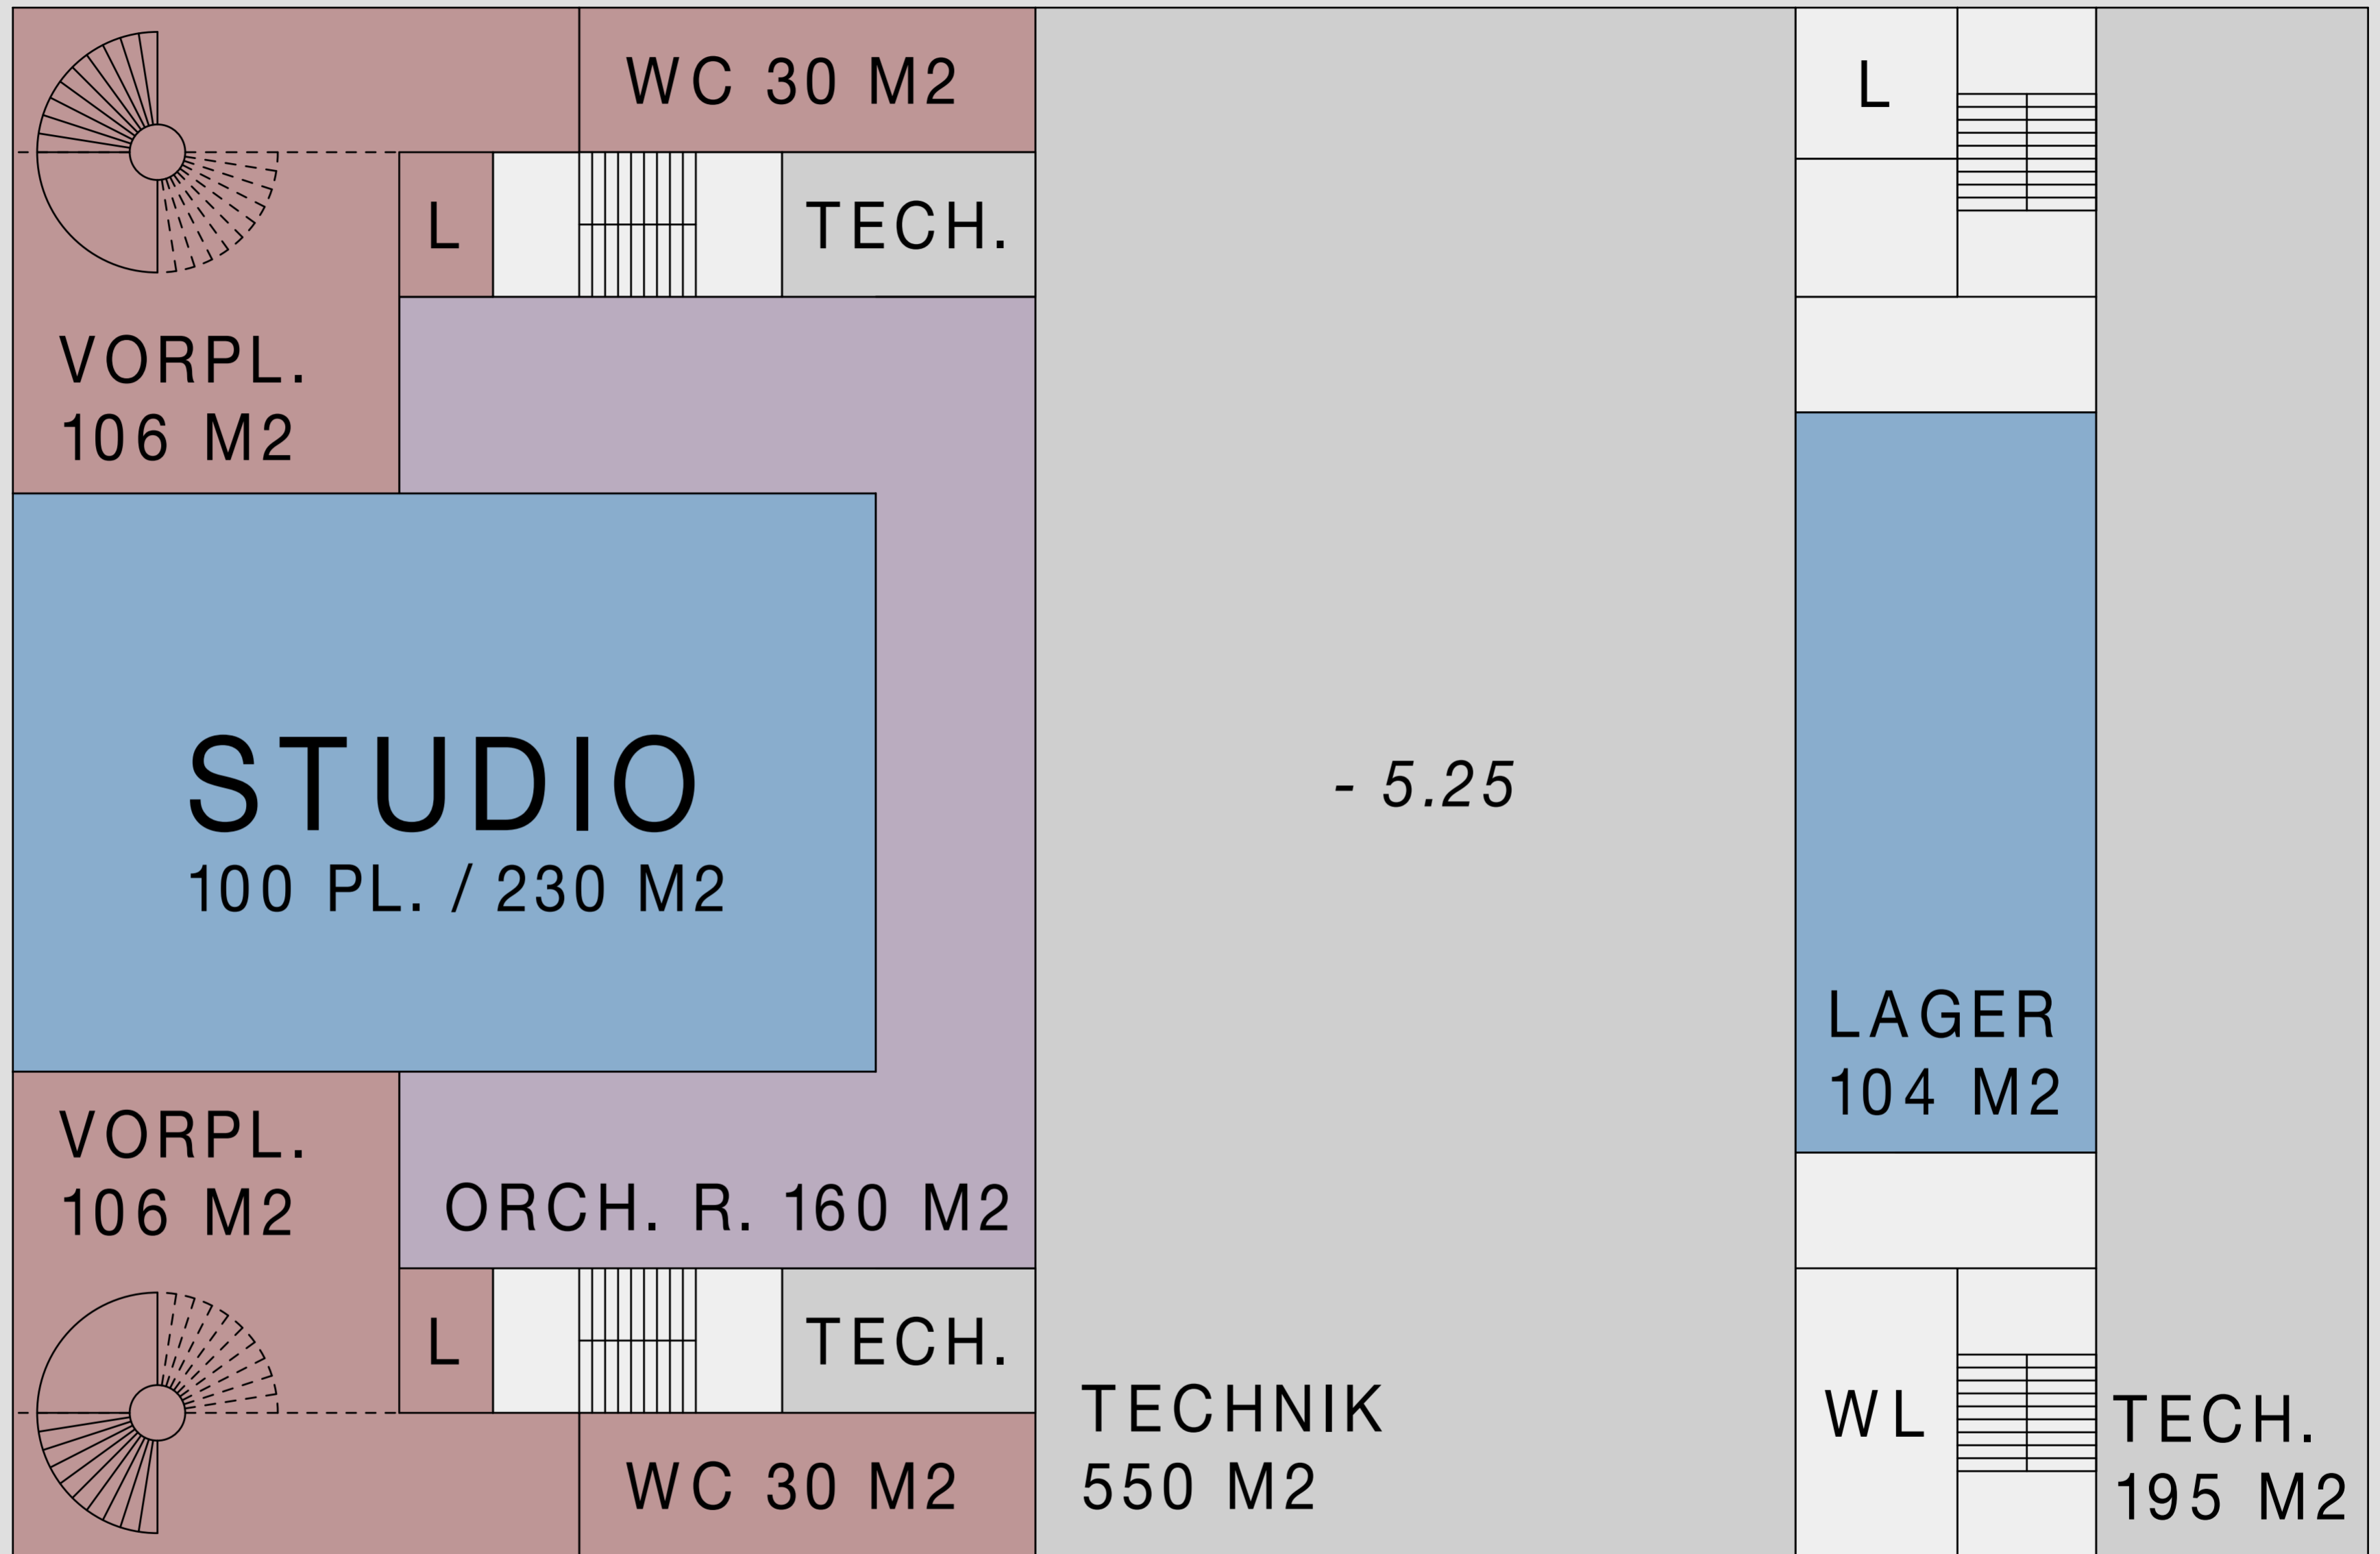 WC 30 M2
L
L
TECH.
VORPL.
106 M2
STUDIO
100 PL. / 230 M2
- 5.25
LAGER
104 M2
VORPL.
106 M2
ORCH. R. 160 M2
L
TECH.
TECHNIK
550 M2
WL
TECH.
195 M2
WC 30 M2